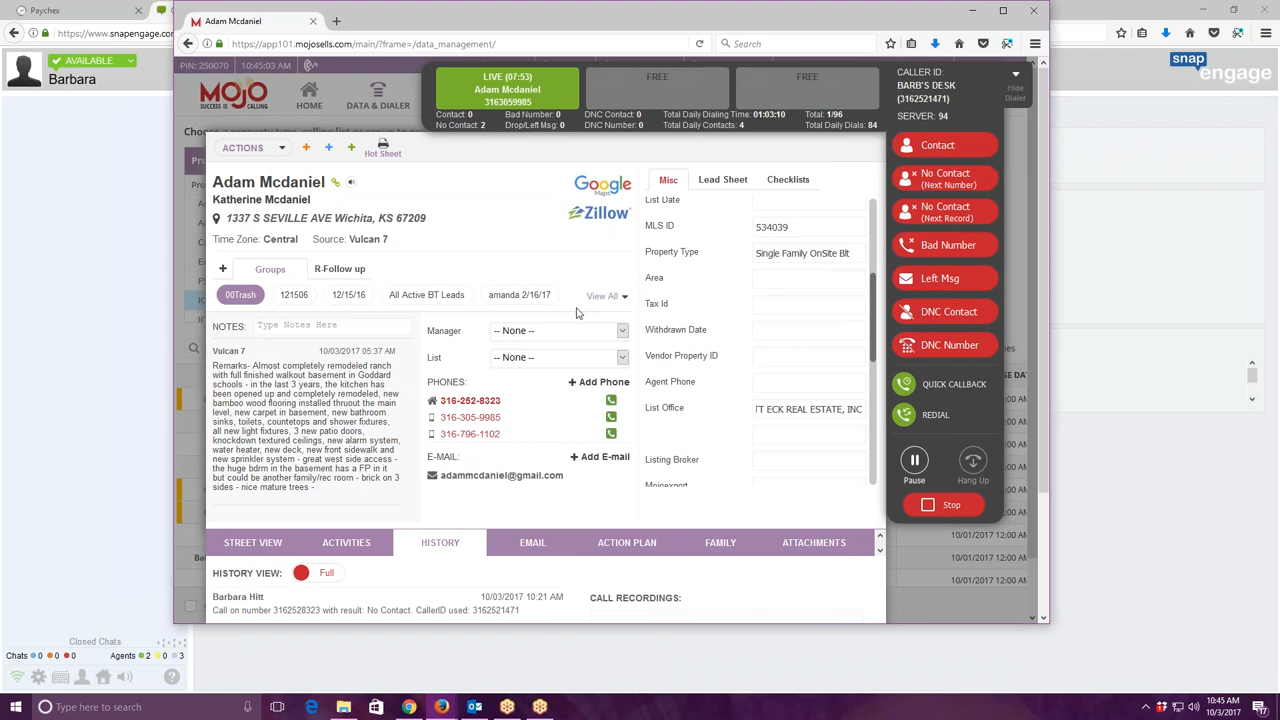 Paychex
https://www.snapengage.com
AVAILABLE
Barbara
Adam Mcdaniel
https://app101.mojosells.com/main/?frame=/data_management/
Search
snap
engage
PIN: 250070
10:45:03 AM
MOJO
SUCCESS IS CALLING
HOME
DATA & DIALER
LIVE (07:53)
Adam Mcdaniel
3163059985
FREE
FREE
Contact: 0
Bad Number: 0
DNC Contact: 0
Total Daily Dialing Time: 01:03:10
Total: 1/96
No Contact: 2
Drop/Left Msg: 0
DNC Number: 0
Total Daily Contacts: 4
Total Daily Dials: 84
CALLER ID:
BARB'S DESK
(3162521471)
Hide
Dialer
SERVER: 94
Contact
No Contact
(Next Number)
No Contact
(Next Record)
Bad Number
Left Msg
DNC Contact
DNC Number
QUICK CALLBACK
REDIAL
Pause
Hang Up
Stop
ACTIONS
Hot Sheet
Adam Mcdaniel
Katherine Mcdaniel
1337 S SEVILLE AVE Wichita, KS 67209
Time Zone: Central
Source: Vulcan 7
Google
Maps
Zillow
Groups
R-Follow up
00Trash
121506
12/15/16
All Active BT Leads
amanda 2/16/17
View All
NOTES:
Type Notes Here
Vulcan 7
10/03/2017 05:37 AM
Remarks- Almost completely remodeled ranch
with full finished walkout basement in Goddard
schools - in the last 3 years, the kitchen has
been opened up and completely remodeled, new
bamboo wood flooring installed thruout the main
level, new carpet in basement, new bathroom
sinks, toilets, countetops and shower fixtures,
all new light fixtures, 3 new patio doors,
knockdown textured ceilings, new alarm system,
water heater, new deck, new front sidewalk and
new sprinkler system - great west side access -
the huge bdrm in the basement has a FP in it
but could be another family/rec room - brick on 3
sides - nice mature trees -
Manager
-- None --
List
-- None --
PHONES:
Add Phone
316-252-8323
316-305-9985
316-796-1102
E-MAIL:
Add E-mail
adammcdaniel@gmail.com
Misc
Lead Sheet
Checklists
List Date
MLS ID
534039
Property Type
Single Family OnSite Blt
Area
Tax Id
Withdrawn Date
Vendor Property ID
Agent Phone
List Office
TT ECK REAL ESTATE, INC
Listing Broker
Mojoexport
STREET VIEW
ACTIVITIES
HISTORY
EMAIL
ACTION PLAN
FAMILY
ATTACHMENTS
HISTORY VIEW:
Full
Barbara Hitt
10/03/2017 10:21 AM
Call on number 3162528323 with result: No Contact. CallerID used: 3162521471
CALL RECORDINGS:
10/01/2017 12:00 AM
10/01/2017 12:00 AM
10/01/2017 12:00 AM
Closed Chats
Chats 0 0 0
Agents 2 0 3
Type here to search
10:45 AM
10/3/2017
17